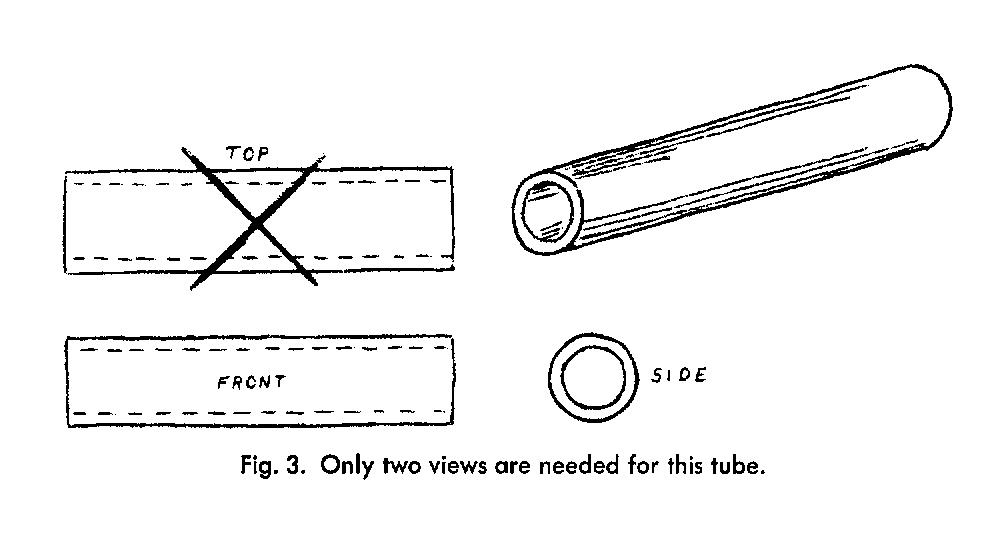 TOP
FRONT
SIDE
Fig. 3. Only two views are needed for this tube.